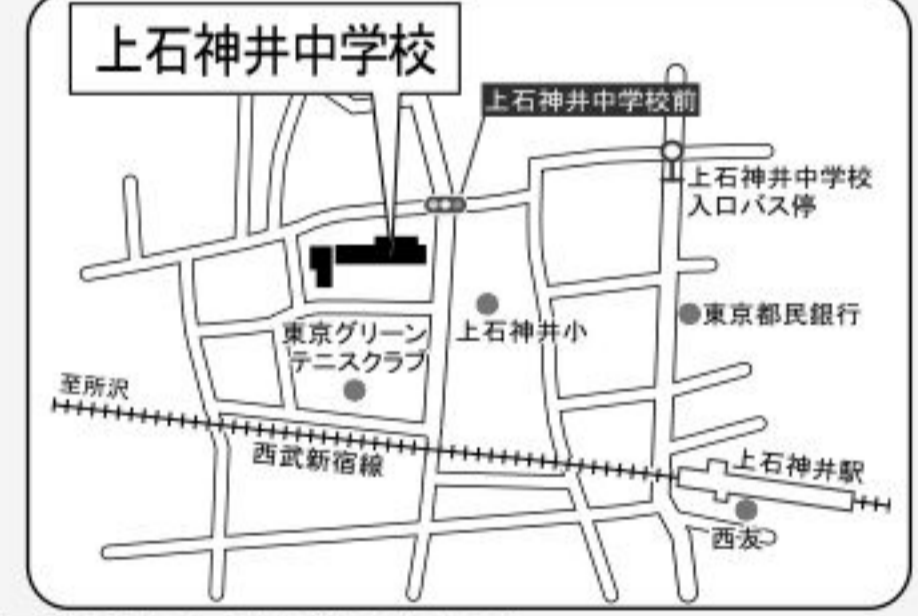 上石神井中学校
上石神井中学校前
上石神井中学校
入口バス停
東京都民銀行
上石神井小
東京グリーン
テニスクラブ
至所沢
西武新宿線
上石神井駅
西友